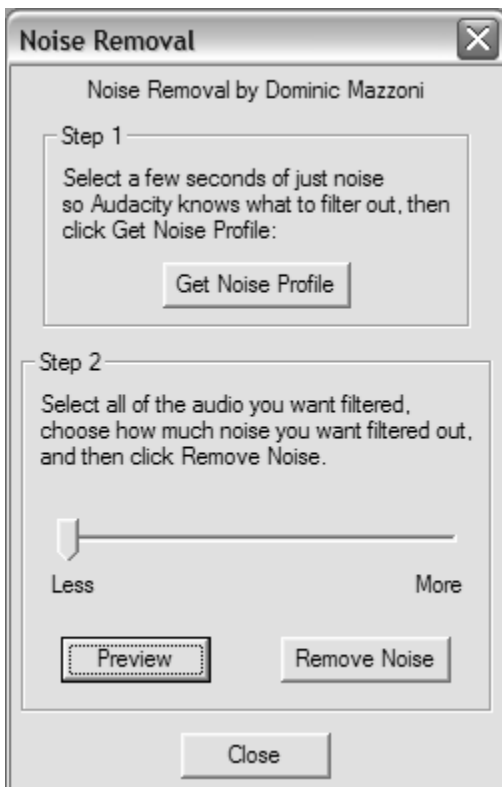 Noise Removal
Noise Removal by Dominic Mazzoni
Step 1
Select a few seconds of just noise
so Audacity knows what to filter out, then
click Get Noise Profile:
Get Noise Profile
Step 2
Select all of the audio you want filtered,
choose how much noise you want filtered out,
and then click Remove Noise.
Less More
Preview Remove Noise
Close